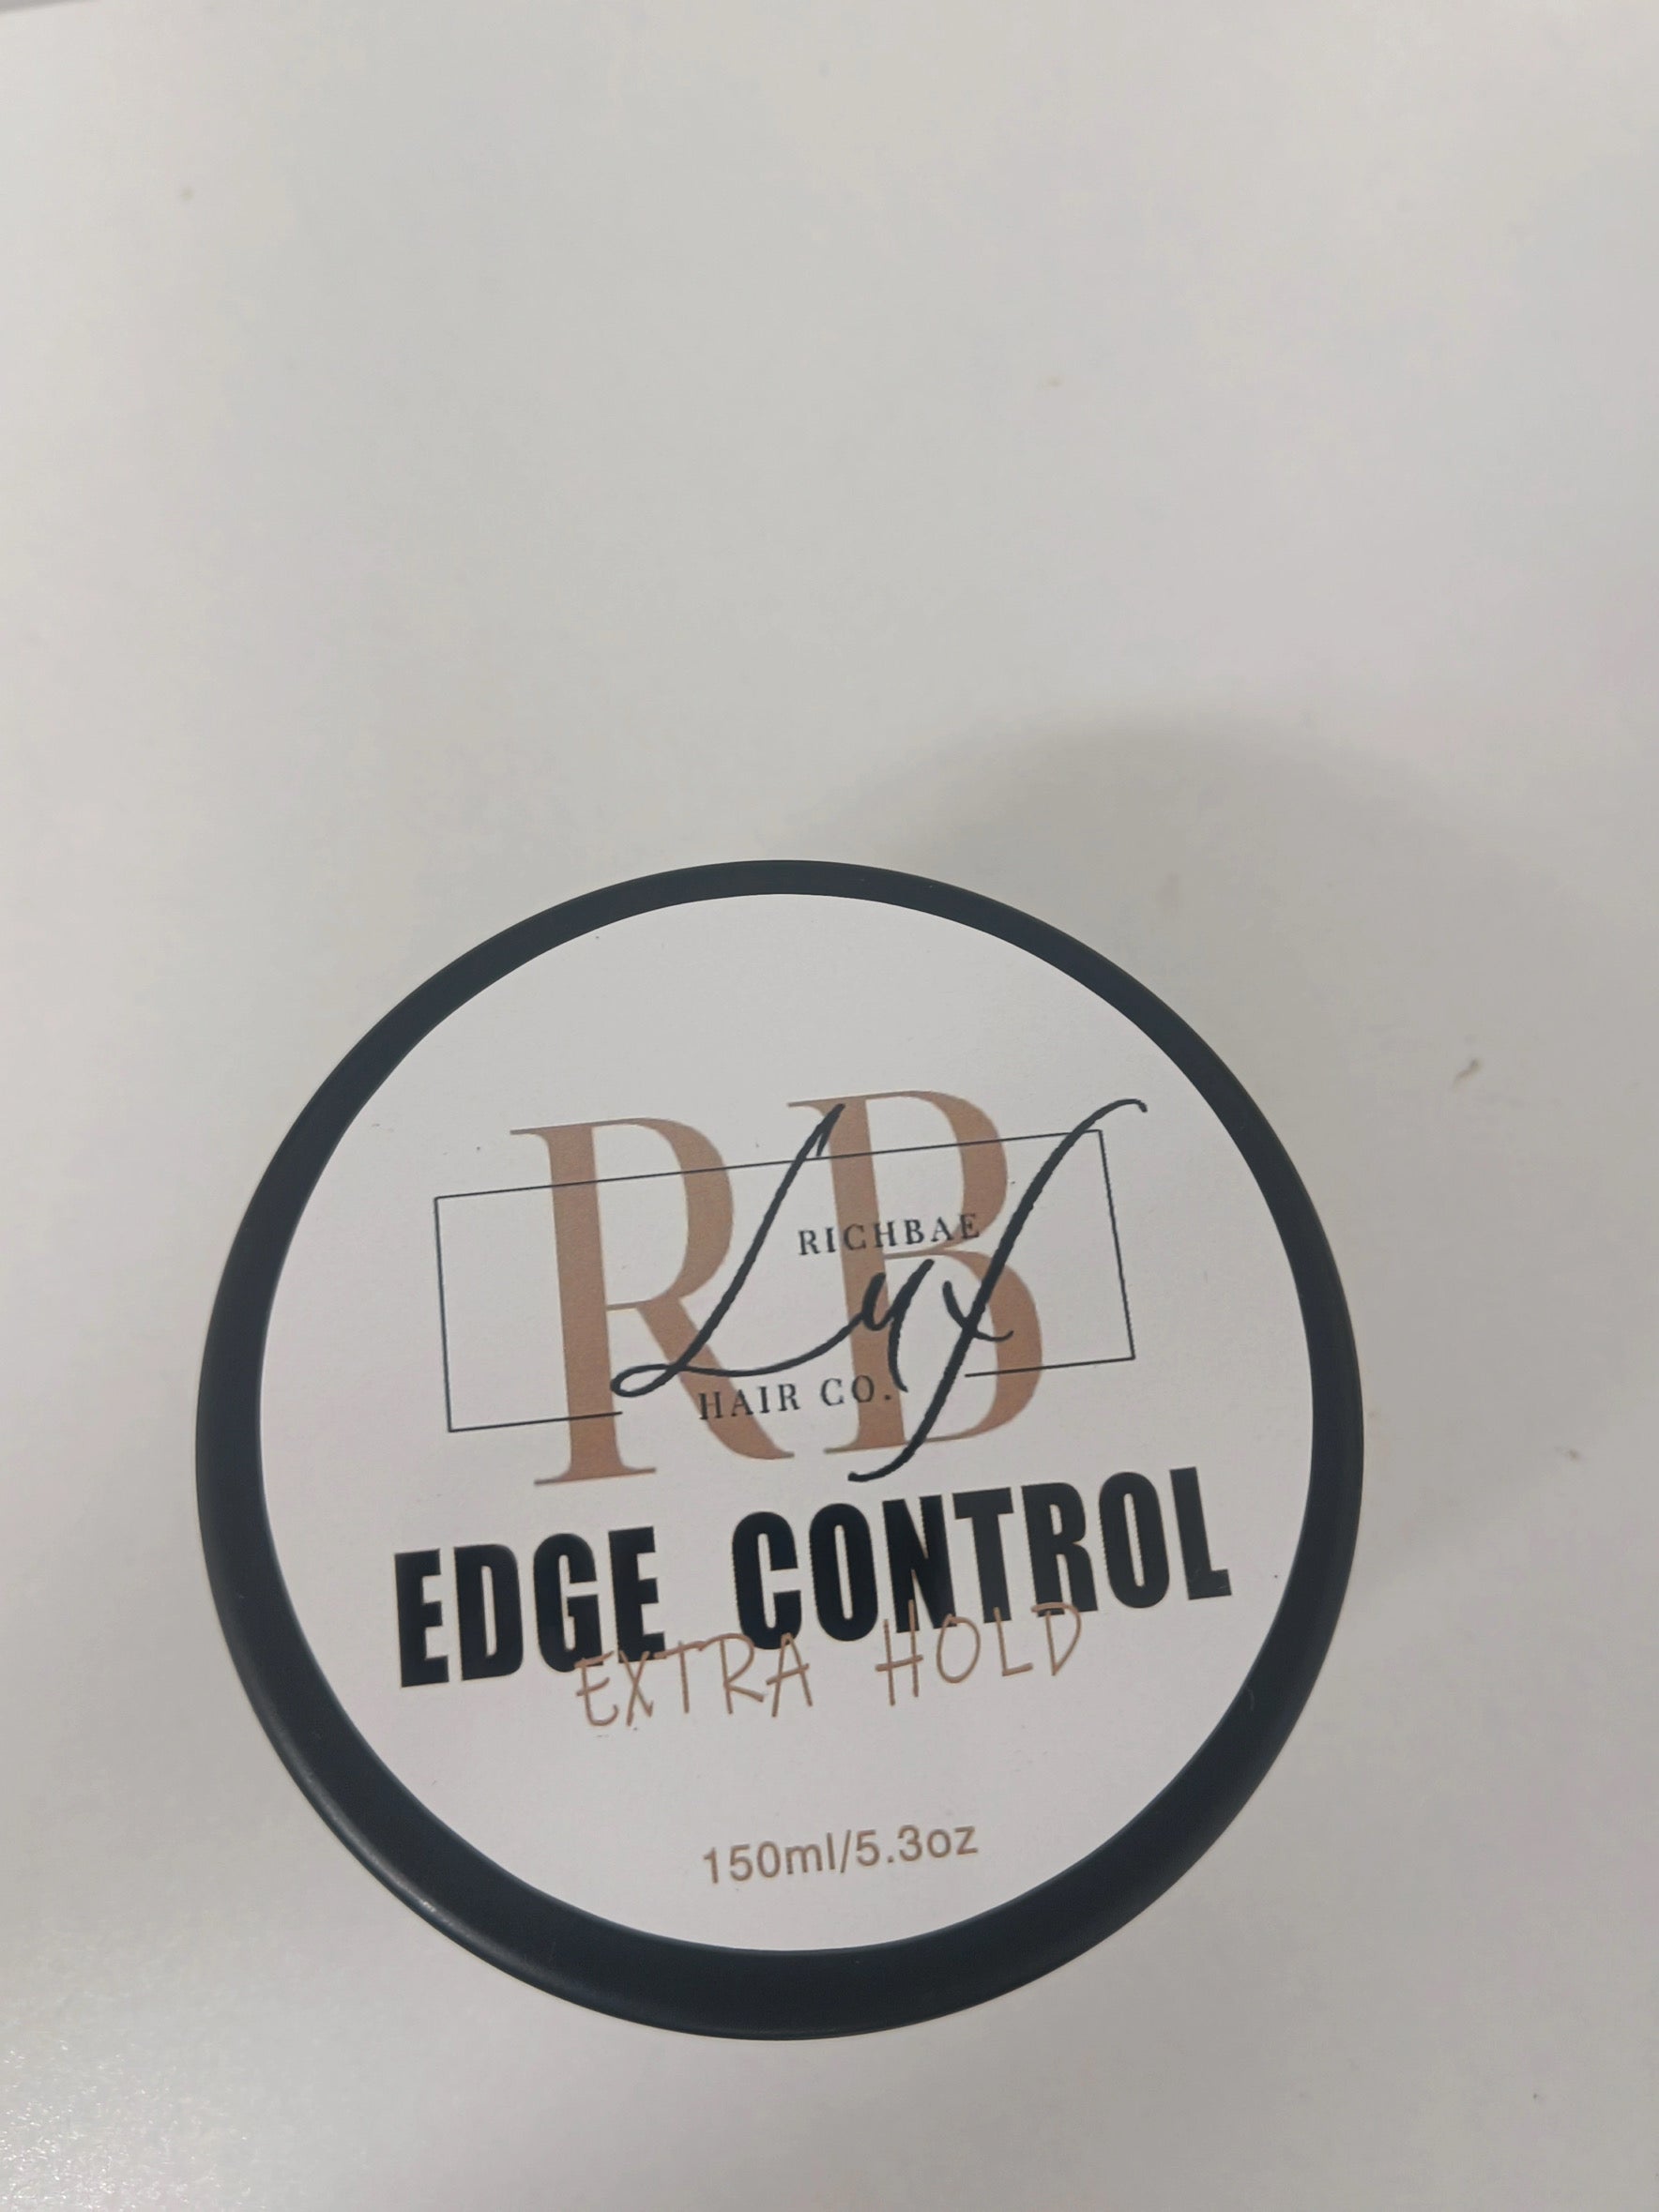 RB
RICHBAE
Lux
HAIR CO.
EDGE CONTROL
EXTRA HOLD
150ml/5.3oz